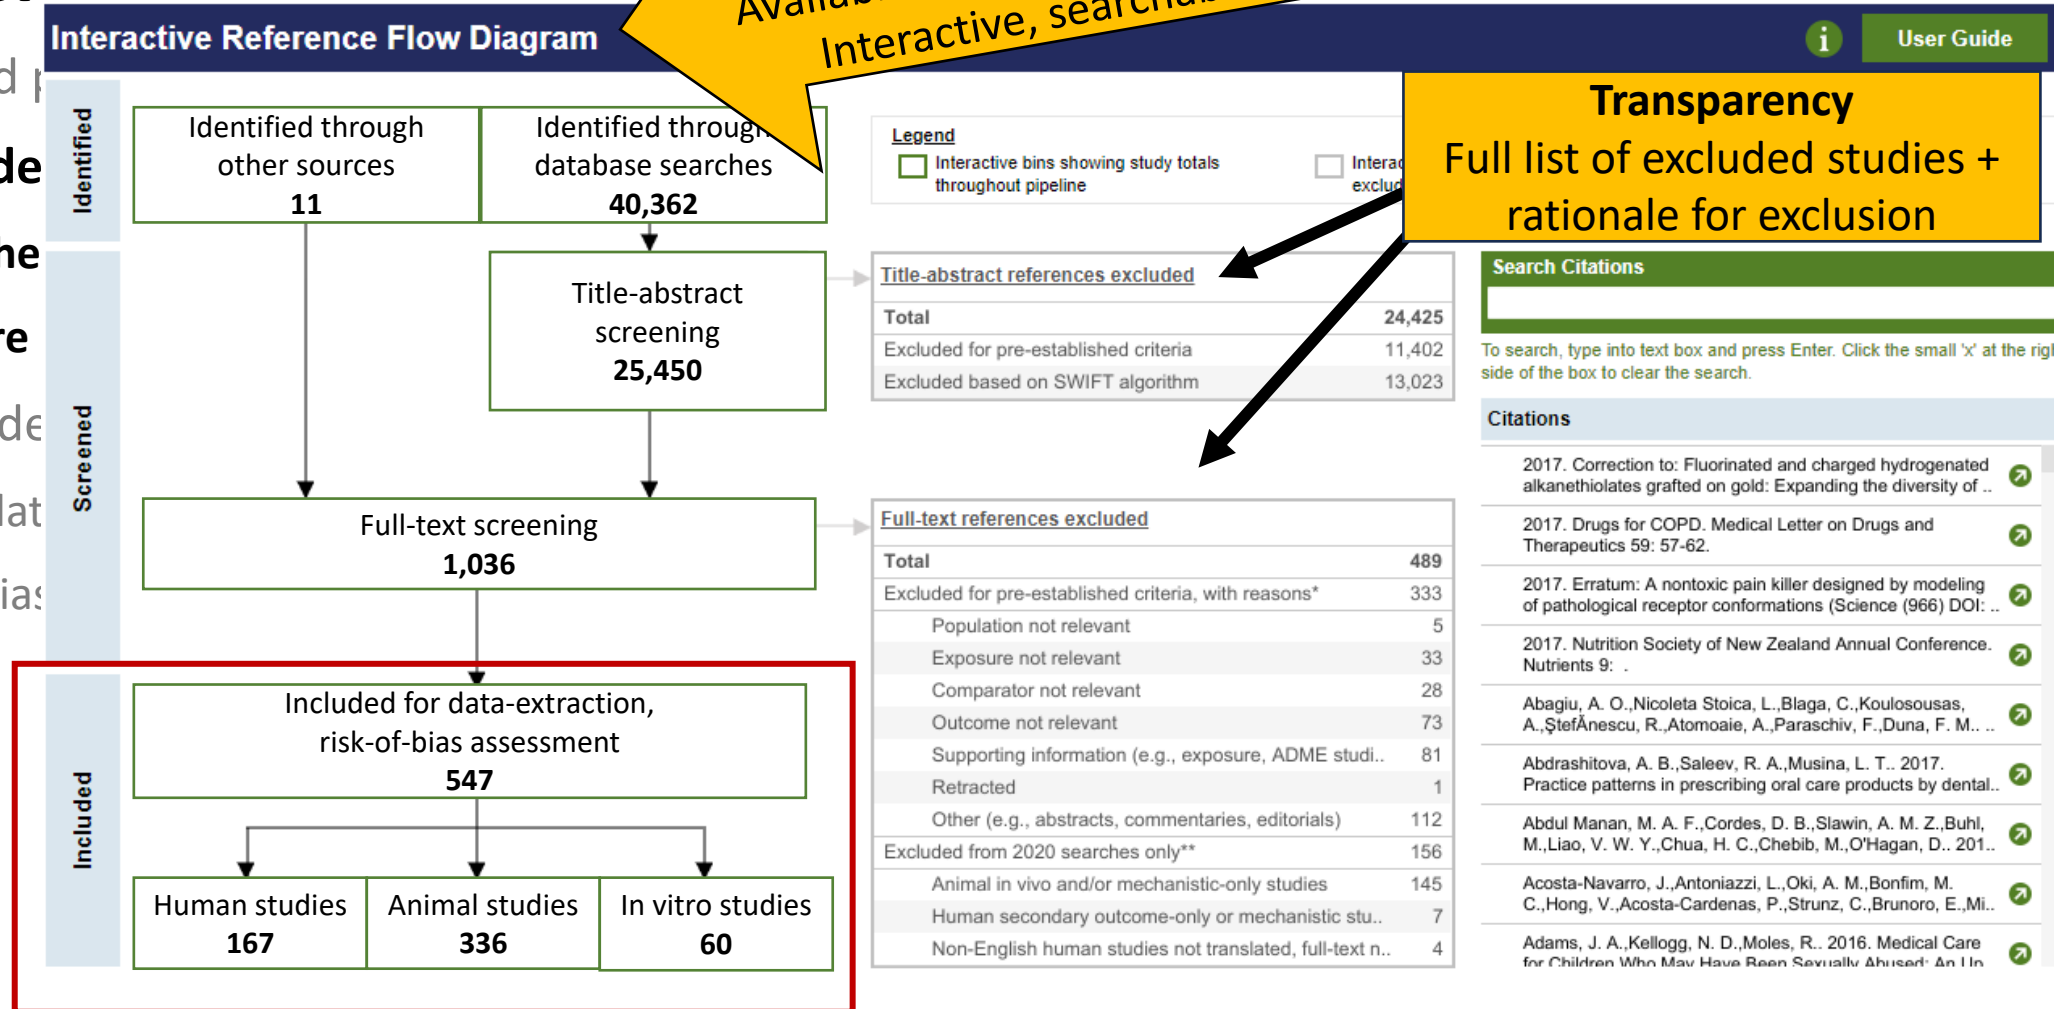 Interactive Reference Flow Diagram
Interactive,
User Guide
Identified
Identified through
other sources
11
Identified through
database searches
40,362
Legend
Interactive bins showing study totals
throughout pipeline
Transparency
Full list of excluded studies +
rationale for exclusion
Screened
Title-abstract
screening
25,450
Title-abstract references excluded
Total 24,425
Excluded for pre-established criteria 11,402
Excluded based on SWIFT algorithm 13,023
Search Citations
To search, type into text box and press Enter. Click the small 'x' at the
side of the box to clear the search.
Full-text screening
1,036
Full-text references excluded
Total 489
Excluded for pre-established criteria, with reasons* 333
Population not relevant 5
Exposure not relevant 33
Comparator not relevant 28
Outcome not relevant 73
Supporting information (e.g., exposure, ADME studi.. 81
Retracted 1
Other (e.g., abstracts, commentaries, editorials) 112
Excluded from 2020 searches only** 156
Animal in vivo and/or mechanistic-only studies 145
Human secondary outcome-only or mechanistic stu.. 7
Non-English human studies not translated, full-text n.. 4
Included
Included for data-extraction,
risk-of-bias assessment
547
Human studies
167
Animal studies
336
In vitro studies
60
Citations
2017. Correction to: Fluorinated and charged hydrogenated
alkanethiolates grafted on gold: Expanding the diversity of ..
2017. Drugs for COPD. Medical Letter on Drugs and
Therapeutics 59: 57-62.
2017. Erratum: A nontoxic pain killer designed by modeling
of pathological receptor conformations (Science (966) DOI: ..
2017. Nutrition Society of New Zealand Annual Conference.
Nutrients 9: .
Abagiu, A. O.,Nicoleta Stoica, L.,Blaga, C.,Koulosousas,
A.,ŞtefÄnescu, R.,Atomoaie, A.,Paraschiv, F.,Duna, F. M.. ..
Abdrashitova, A. B.,Saleev, R. A.,Musina, L. T.. 2017.
Practice patterns in prescribing oral care products by dental..
Abdul Manan, M. A. F.,Cordes, D. B.,Slawin, A. M. Z.,Buhl,
M.,Liao, V. W. Y.,Chua, H. C.,Chebib, M.,O'Hagan, D.. 201..
Acosta-Navarro, J.,Antoniazzi, L.,Oki, A. M.,Bonfim, M.
C.,Hong, V.,Acosta-Cardenas, P.,Strunz, C.,Brunoro, E.,Mi..
Adams, J. A.,Kellogg, N. D.,Moles, R.. 2016. Medical Care
for Children Who May Have Been Sexually Abused: An Up